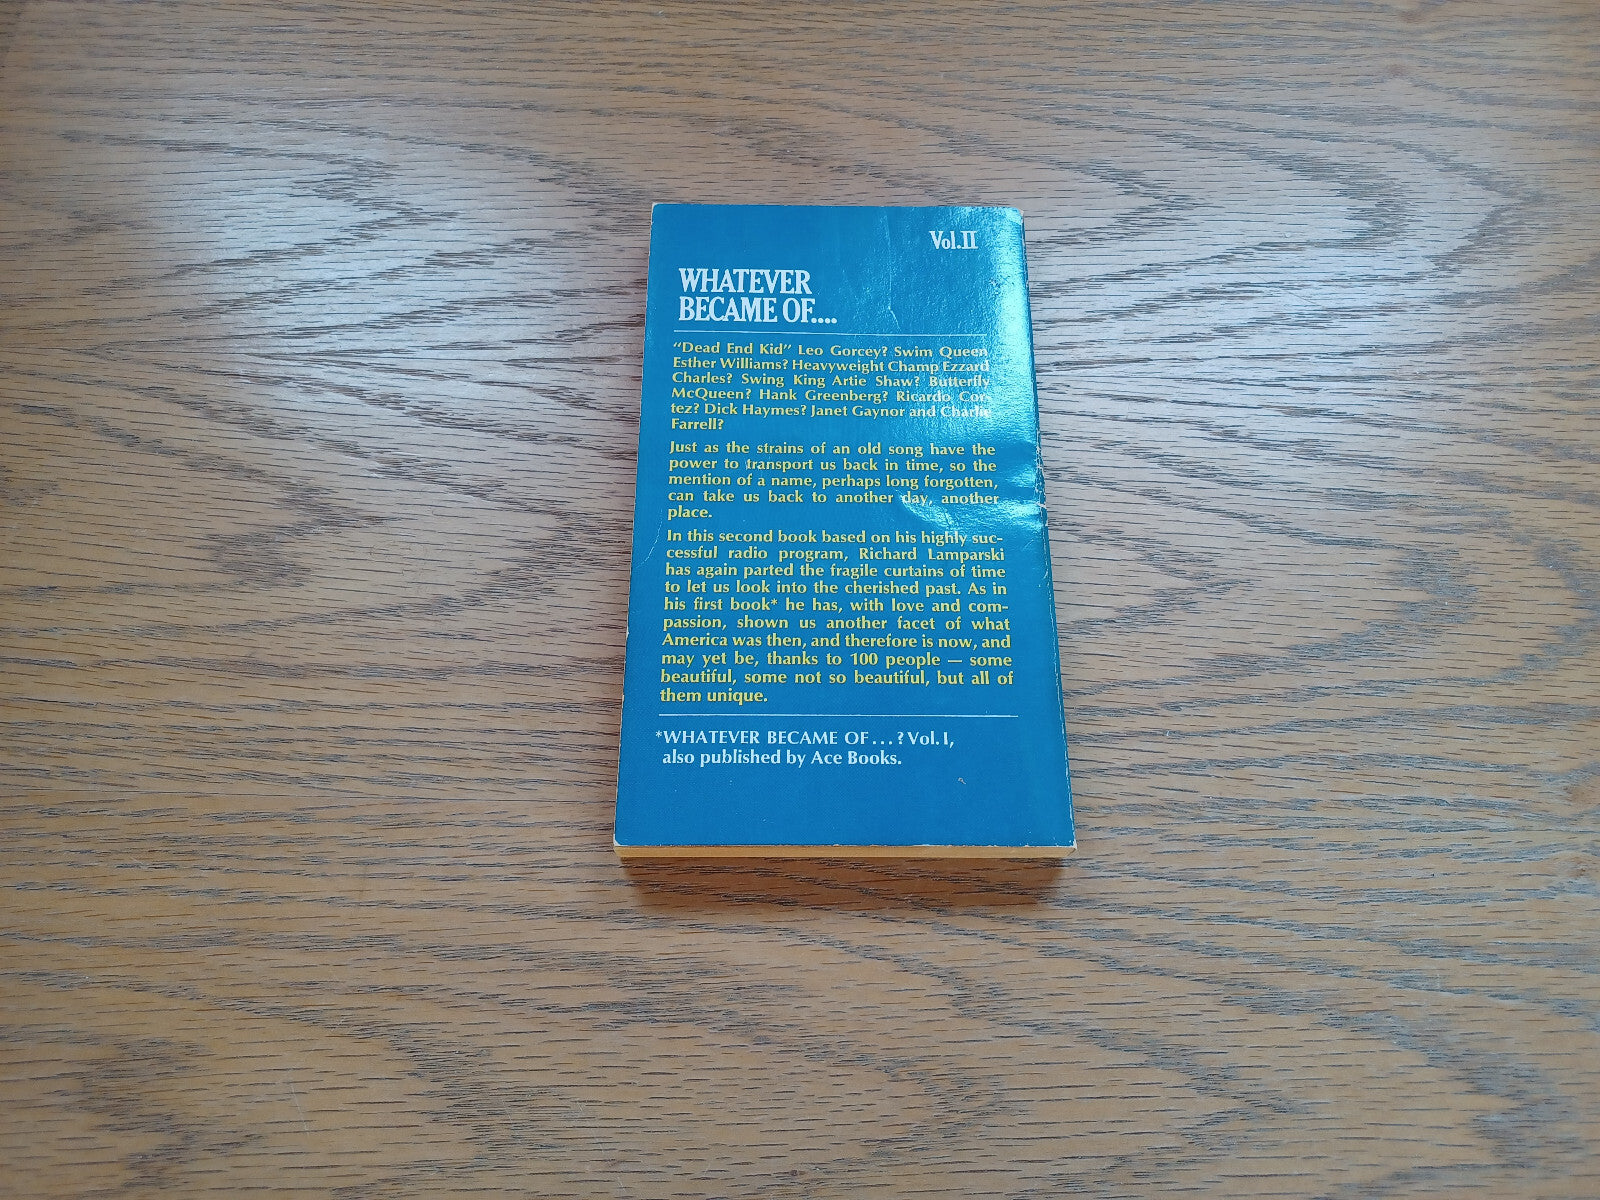 Vol.II
WHATEVER
BECAME OF....
"Dead End Kid" Leo Gorcey? Swim Queen
Esther Williams? Heavyweight Champ Ezzard
Charles? Swing King Artie Shaw? Butterfly
McQueen? Hank Greenberg? Ricardo Cor-
tez? Dick Haymes? Janet Gaynor and Charlie
Farrell?
Just as the strains of an old song have the
power to transport us back in time, so the
mention of a name, perhaps long forgotten,
can take us back to another day, another
place.
In this second book based on his highly suc-
cessful radio program, Richard Lamparski
has again parted the fragile curtains of time
to let us look into the cherished past. As in
his first book* he has, with love and com-
passion, shown us another facet of what
America was then, and therefore is now, and
may yet be, thanks to 100 people — some
beautiful, some not so beautiful, but all of
them unique.
*WHATEVER BECAME OF...? Vol. I,
also published by Ace Books.